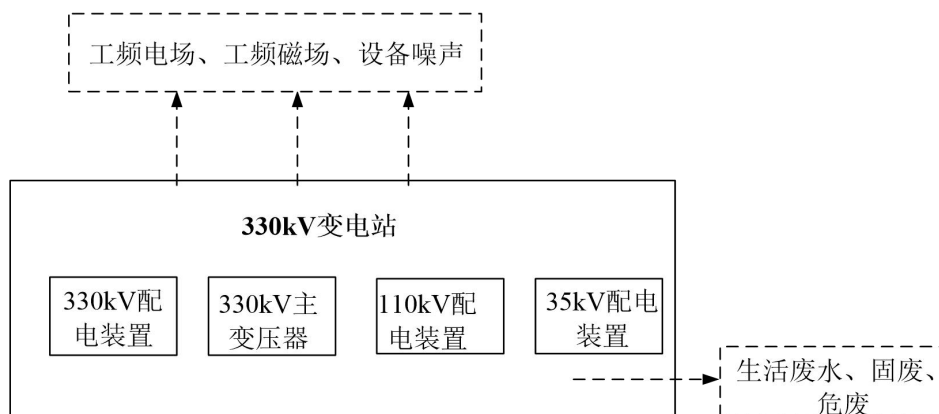 工频电场、工频磁场、设备噪声
330kV变电站
330kV配
电装置
330kV主
变压器
110kV配
电装置
35kV配电
装置
生活废水、固废、
危废